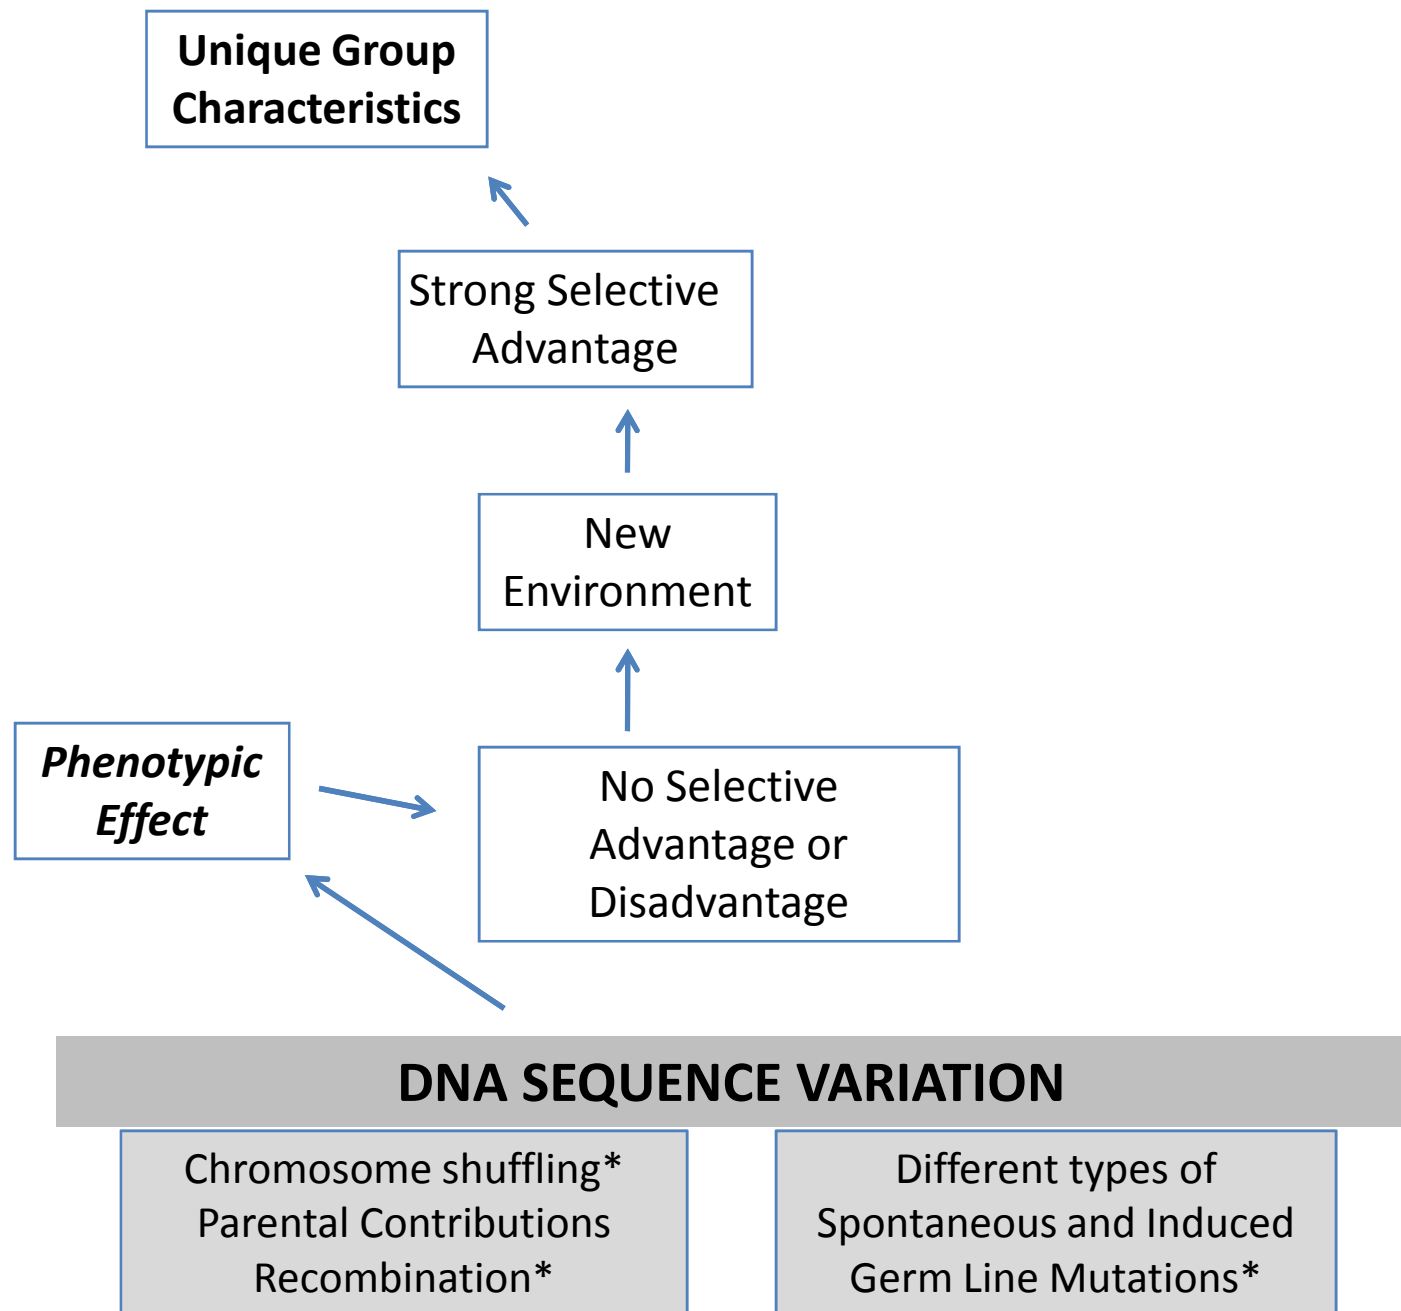 Unique Group
Characteristics
Strong Selective
Advantage
New
Environment
Phenotypic
Effect
No Selective
Advantage or
Disadvantage
DNA SEQUENCE VARIATION
Chromosome shuffling*
Parental Contributions
Recombination*
Different types of
Spontaneous and Induced
Germ Line Mutations*